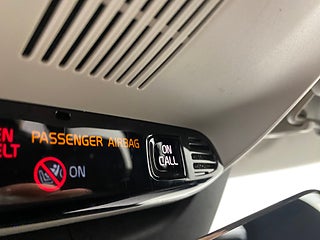 EN PASSENGER AIRBAG
ELT
ON
ON
CALL